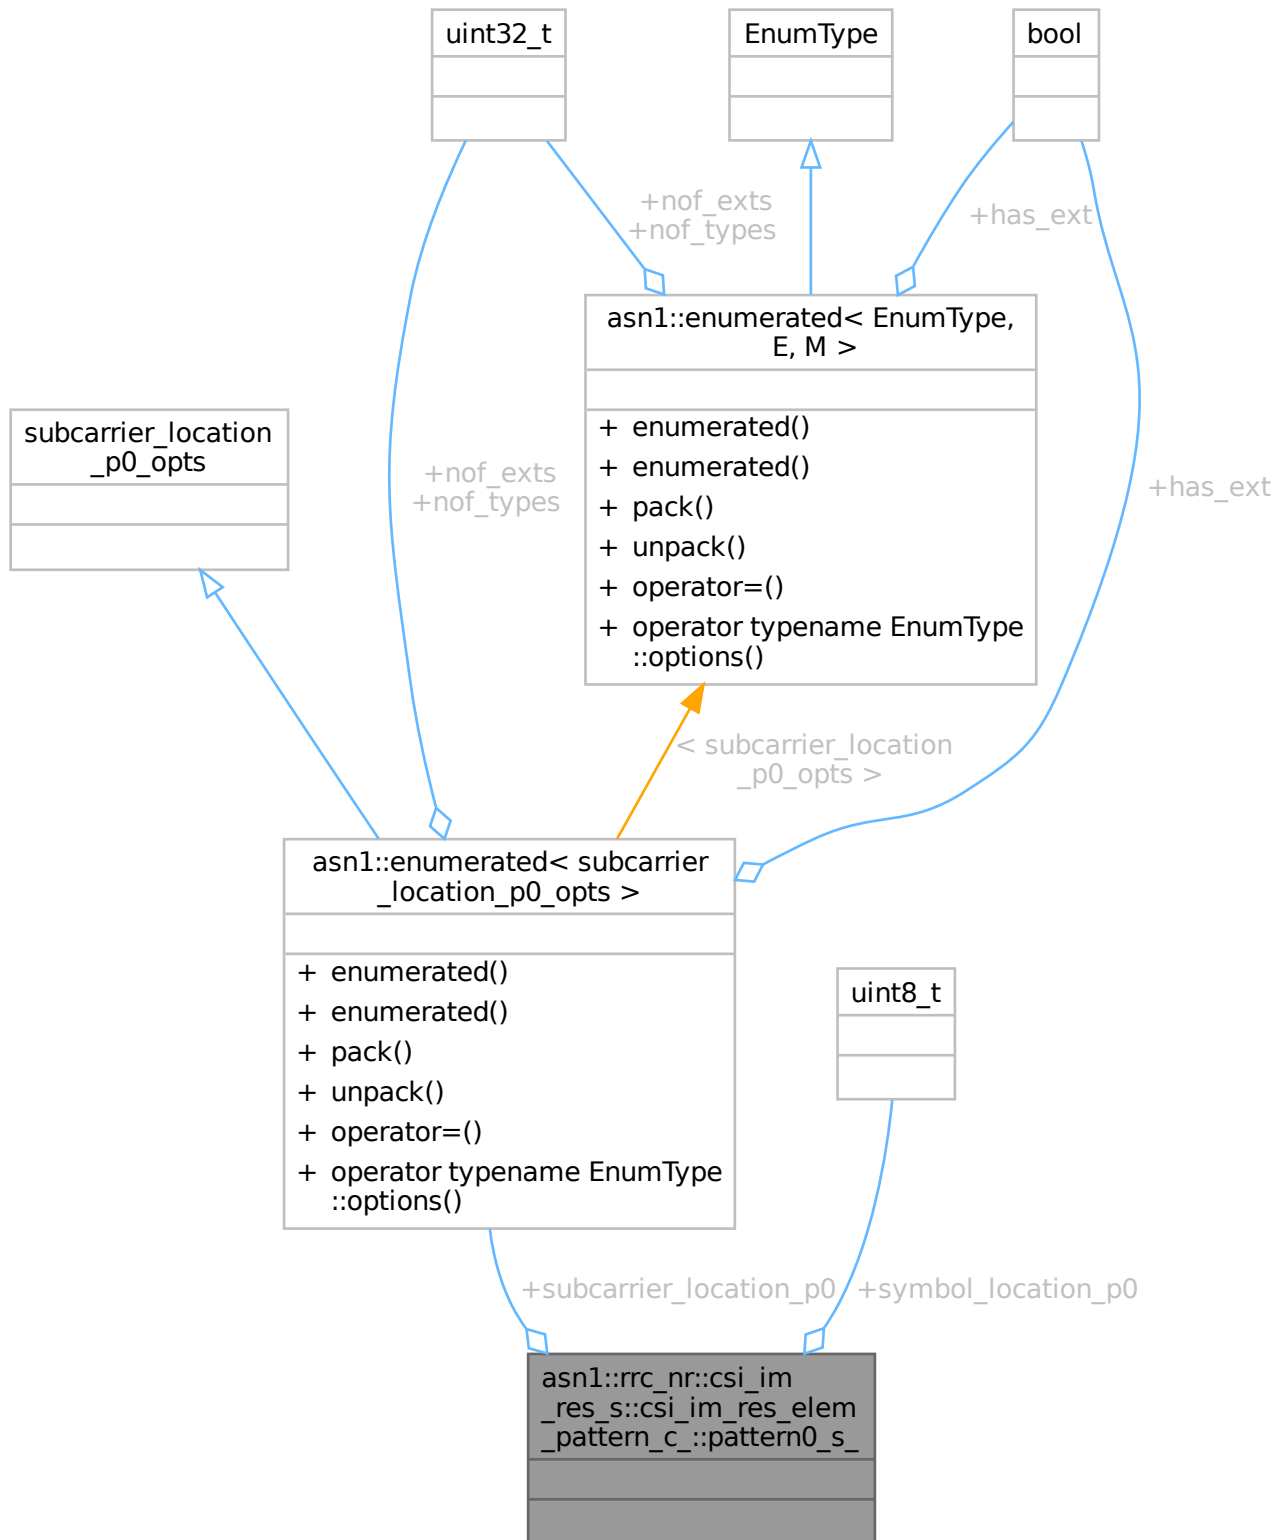 uint32_t
EnumType
bool
+nof_exts
+nof_types
+has_ext
asn1::enumerated< EnumType,
E, M >
+ enumerated()
+ enumerated()
+ pack()
+ unpack()
+ operator=()
+ operator typename EnumType
::options()
subcarrier_location
_p0_opts
+nof_exts
+nof_types
+has_ext
< subcarrier_location
_p0_opts >
asn1::enumerated< subcarrier
_location_p0_opts >
+ enumerated()
+ enumerated()
+ pack()
+ unpack()
+ operator=()
+ operator typename EnumType
::options()
uint8_t
+subcarrier_location_p0
+symbol_location_p0
asn1::rrc_nr::csi_im
_res_s::csi_im_res_elem
_pattern_c_::pattern0_s_